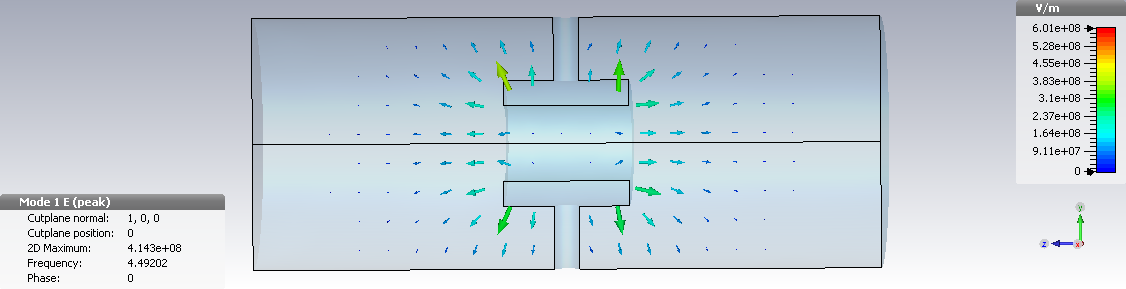 V/m
6.01e+08
5.28e+08
4.55e+08
3.83e+08
3.1e+08
2.37e+08
1.64e+08
9.11e+07
0
Mode 1 E (peak)
Cutplane normal: 1, 0, 0
Cutplane position: 0
2D Maximum: 4.143e+08
Frequency: 4.49202
Phase: 0
y
z x